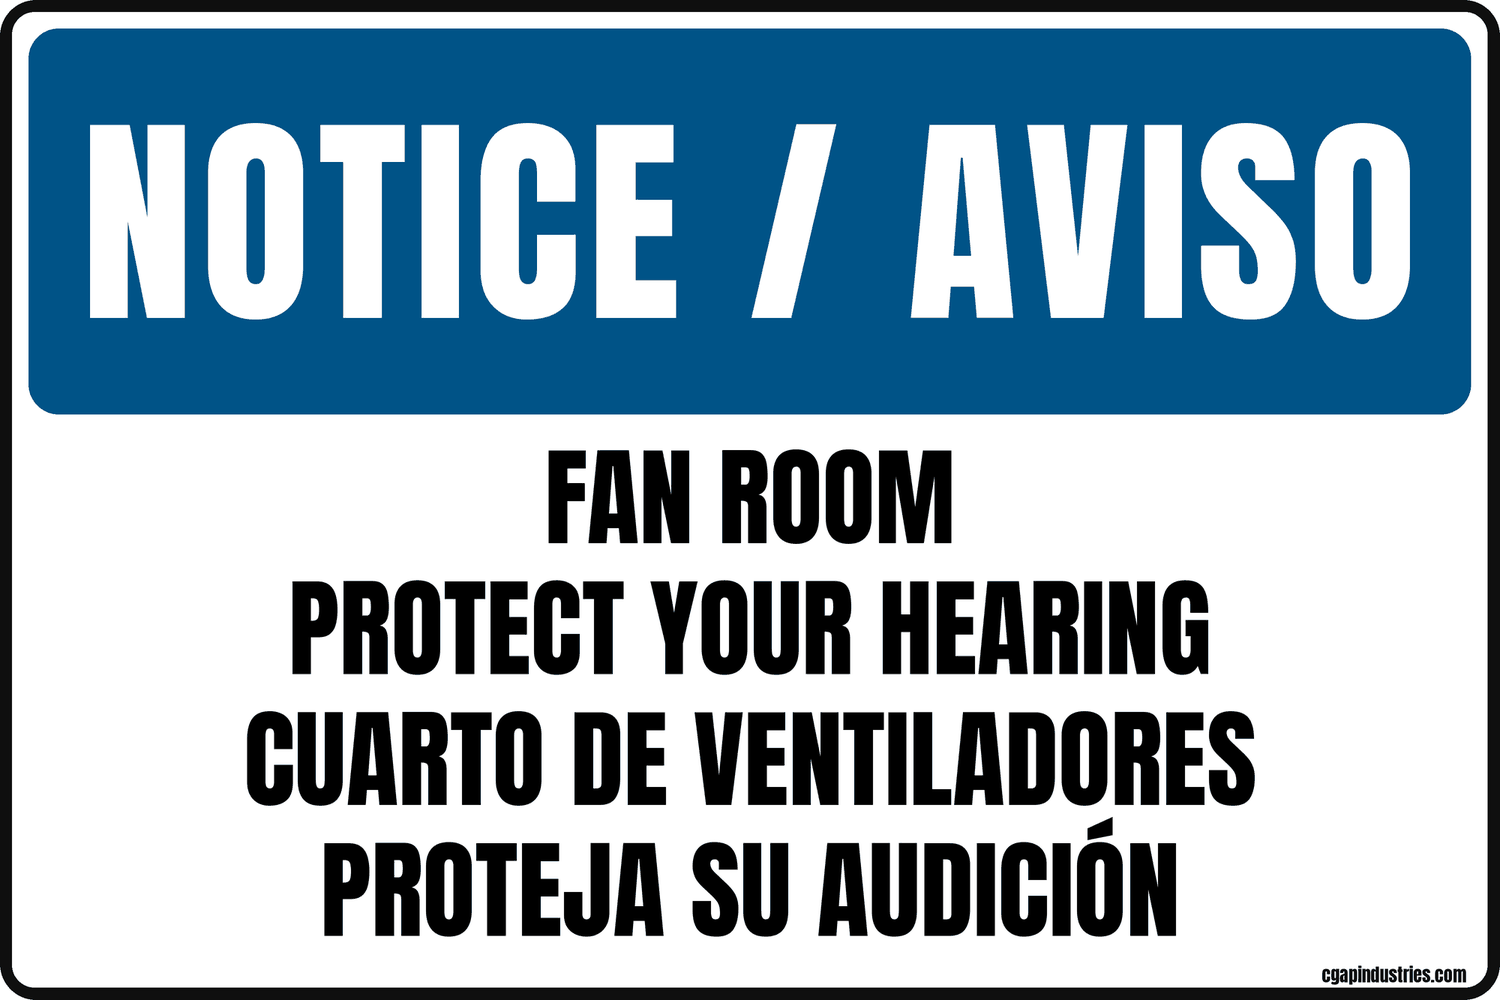 NOTICE / AVISO
FAN ROOM
PROTECT YOUR HEARING
CUARTO DE VENTILADORES
PROTEJA SU AUDICIÓN
cgapindustries.com